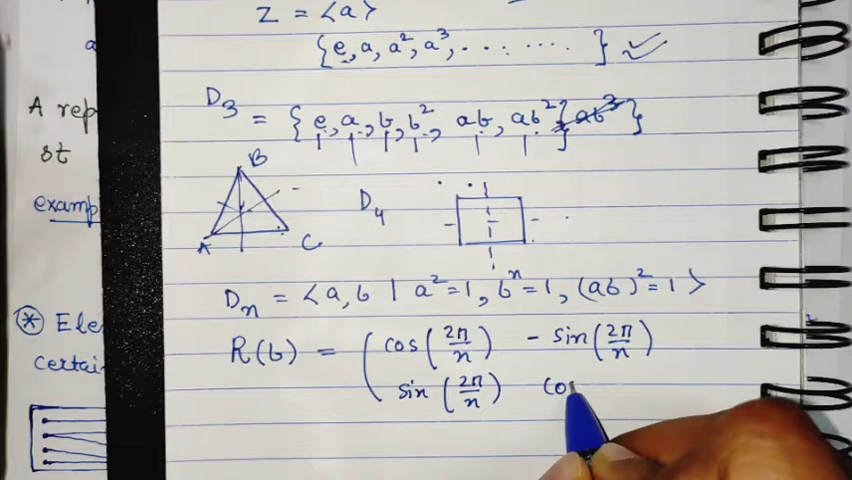 Z = ⟨a⟩
{e, a, a², a³, . . . . . . . . . }
a
D₃ = {e, a, b, b², ab, ab²} ab³ }
A rep
st
examp
B
A
C
D₄
Dₙ = ⟨a, b | a² = 1, bⁿ = 1, (ab)² = 1⟩
⊛ Ele
certai
R(b) = ( cos (2π/n) - sin (2π/n)
sin (2π/n) co